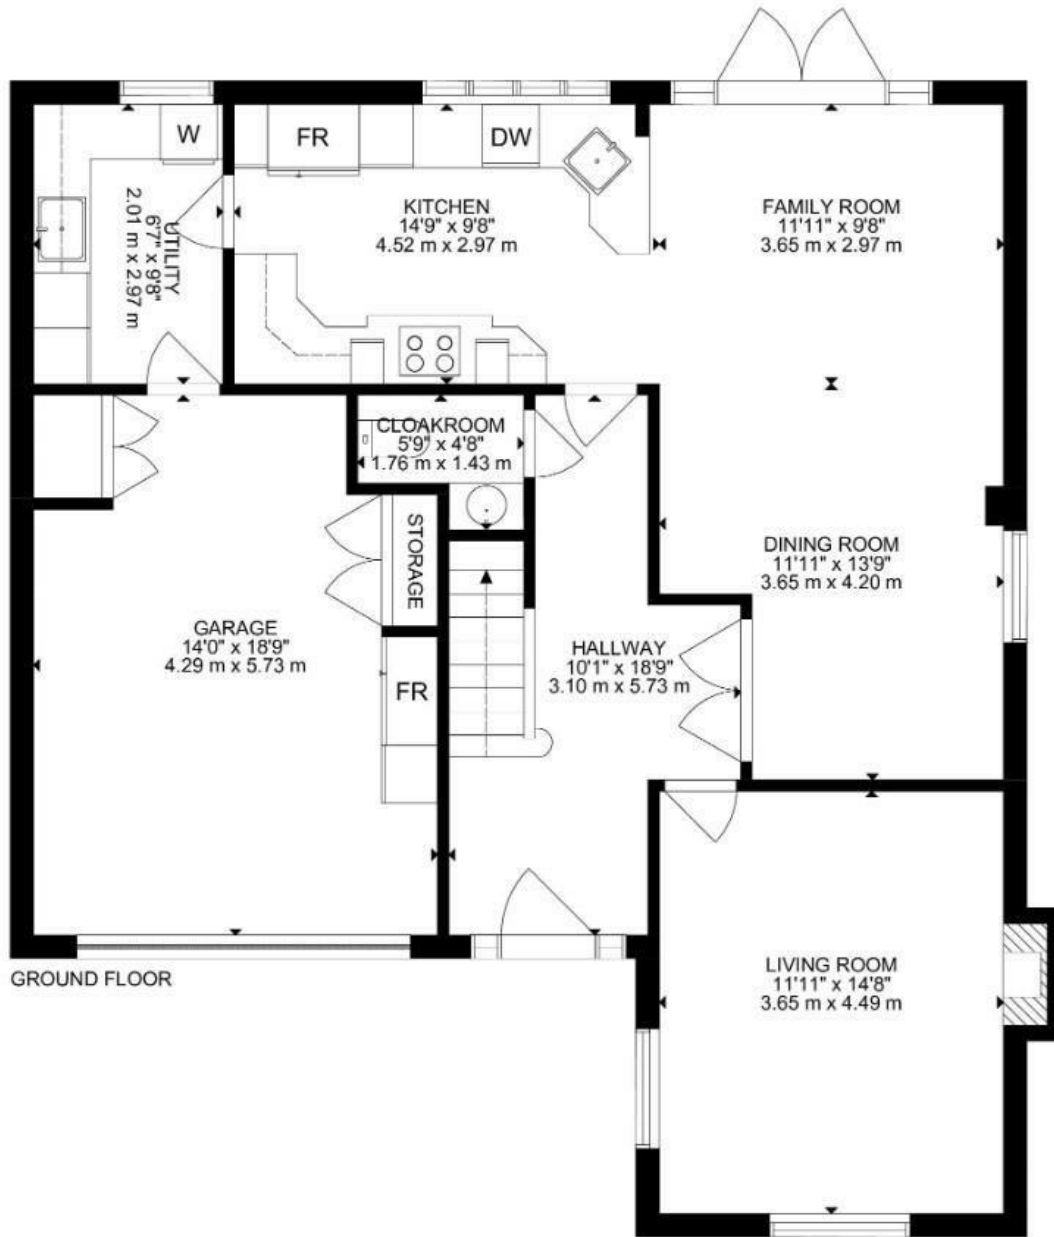 W
FR
DW
KITCHEN
14'9" x 9'8"
4.52 m x 2.97 m
FAMILY ROOM
11'11" x 9'8"
3.65 m x 2.97 m
UTILITY
6'7" x 9'8"
2.01 m x 2.97 m
CLOAKROOM
5'9" x 4'8"
1.76 m x 1.43 m
STORAGE
DINING ROOM
11'11" x 13'9"
3.65 m x 4.20 m
GARAGE
14'0" x 18'9"
4.29 m x 5.73 m
HALLWAY
10'1" x 18'9"
3.10 m x 5.73 m
FR
LIVING ROOM
11'11" x 14'8"
3.65 m x 4.49 m
GROUND FLOOR